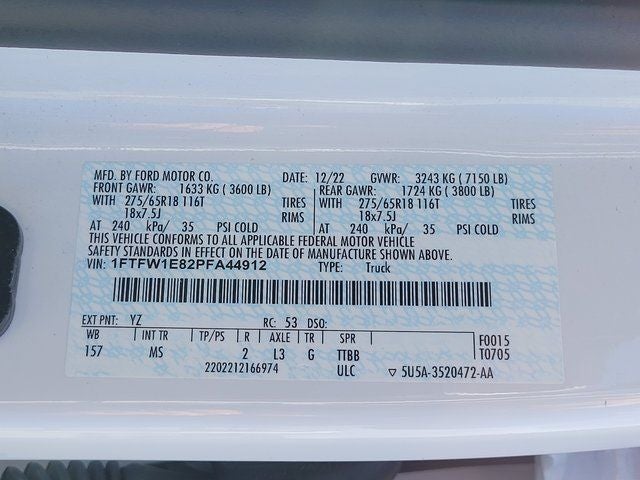 MFD. BY FORD MOTOR CO. DATE: 12/22 GVWR: 3243 KG ( 7150 LB)
FRONT GAWR: 1633 KG ( 3600 LB) REAR GAWR: 1724 KG ( 3800 LB)
WITH 275/65R18 116T TIRES WITH 275/65R18 116T TIRES
18x7.5J RIMS 18x7.5J RIMS
AT 240 kPa/ 35 PSI COLD AT 240 kPa/ 35 PSI COLD
THIS VEHICLE CONFORMS TO ALL APPLICABLE FEDERAL MOTOR VEHICLE
SAFETY STANDARDS IN EFFECT ON THE DATE OF MANUFACTURE SHOWN ABOVE.
VIN: 1FTFW1E82PFA44912 TYPE: Truck
EXT PNT: YZ RC: 53 DSO:
WB INT TR TP/PS R AXLE TR SPR F0015
157 MS 2 L3 G TTBB T0705
2202212166974 ULC ▽ 5U5A-3520472-AA